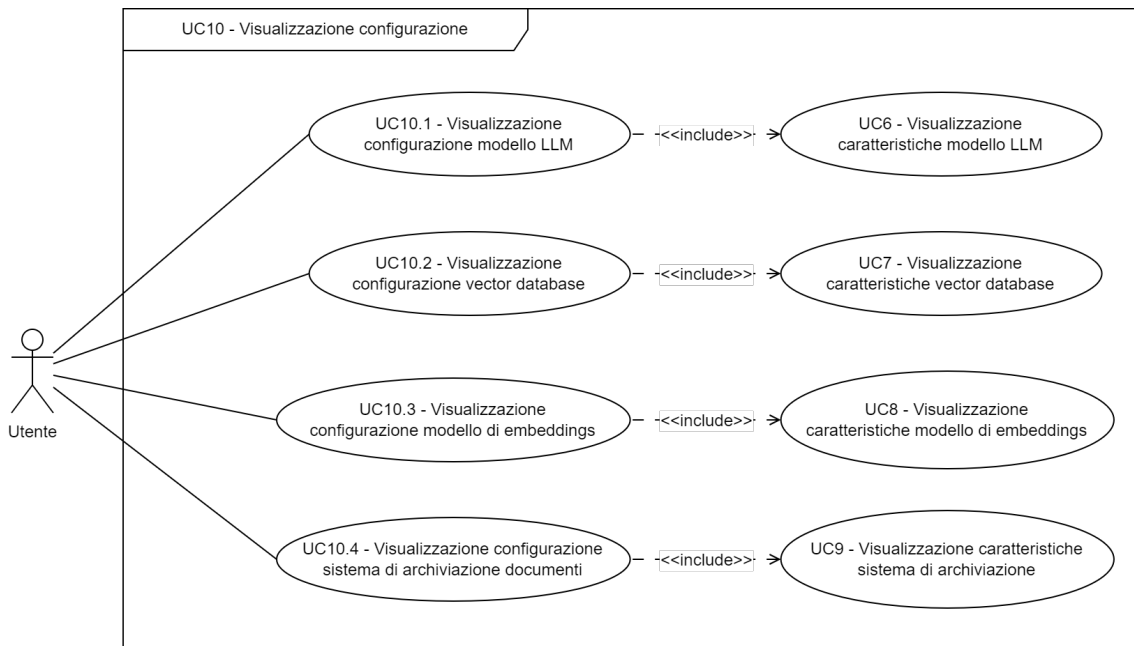 UC10 - Visualizzazione configurazione
UC10.1 - Visualizzazione
configurazione modello LLM
<<include>>
UC6 - Visualizzazione
caratteristiche modello LLM
UC10.2 - Visualizzazione
configurazione vector database
<<include>>
UC7 - Visualizzazione
caratteristiche vector database
UC10.3 - Visualizzazione
configurazione modello di embeddings
<<include>>
UC8 - Visualizzazione
caratteristiche modello di embeddings
Utente
UC10.4 - Visualizzazione configurazione
sistema di archiviazione documenti
<<include>>
UC9 - Visualizzazione caratteristiche
sistema di archiviazione